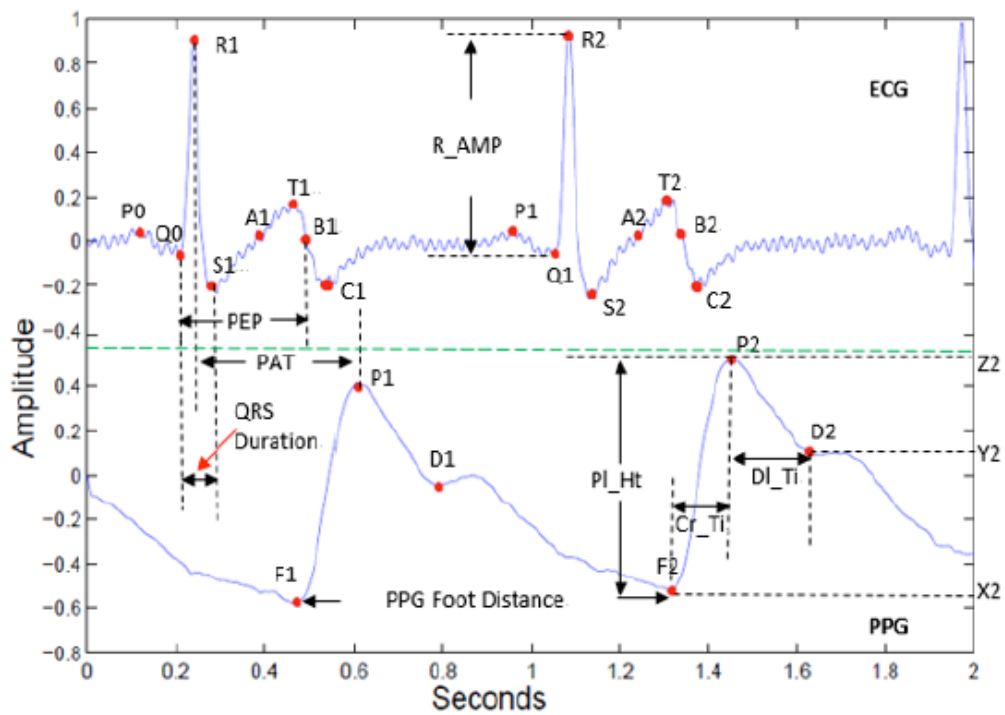 1
0.8
0.6
0.4
0.2
0
-0.2
-0.4
0.4
0.2
0
-0.2
-0.4
-0.6
-0.8
Amplitude
R1
R2
ECG
R_AMP
P0
Q0
A1
T1
B1
S1
C1
P1
Q1
A2
T2
B2
S2
C2
PEP
PAT
P1
P2
Z2
QRS
Duration
D1
D2
Y2
Pl_Ht
Dl_Ti
Cr_Ti
F1
PPG Foot Distance
F2
X2
PPG
0
0.2
0.4
0.6
0.8
1
1.2
1.4
1.6
1.8
2
Seconds